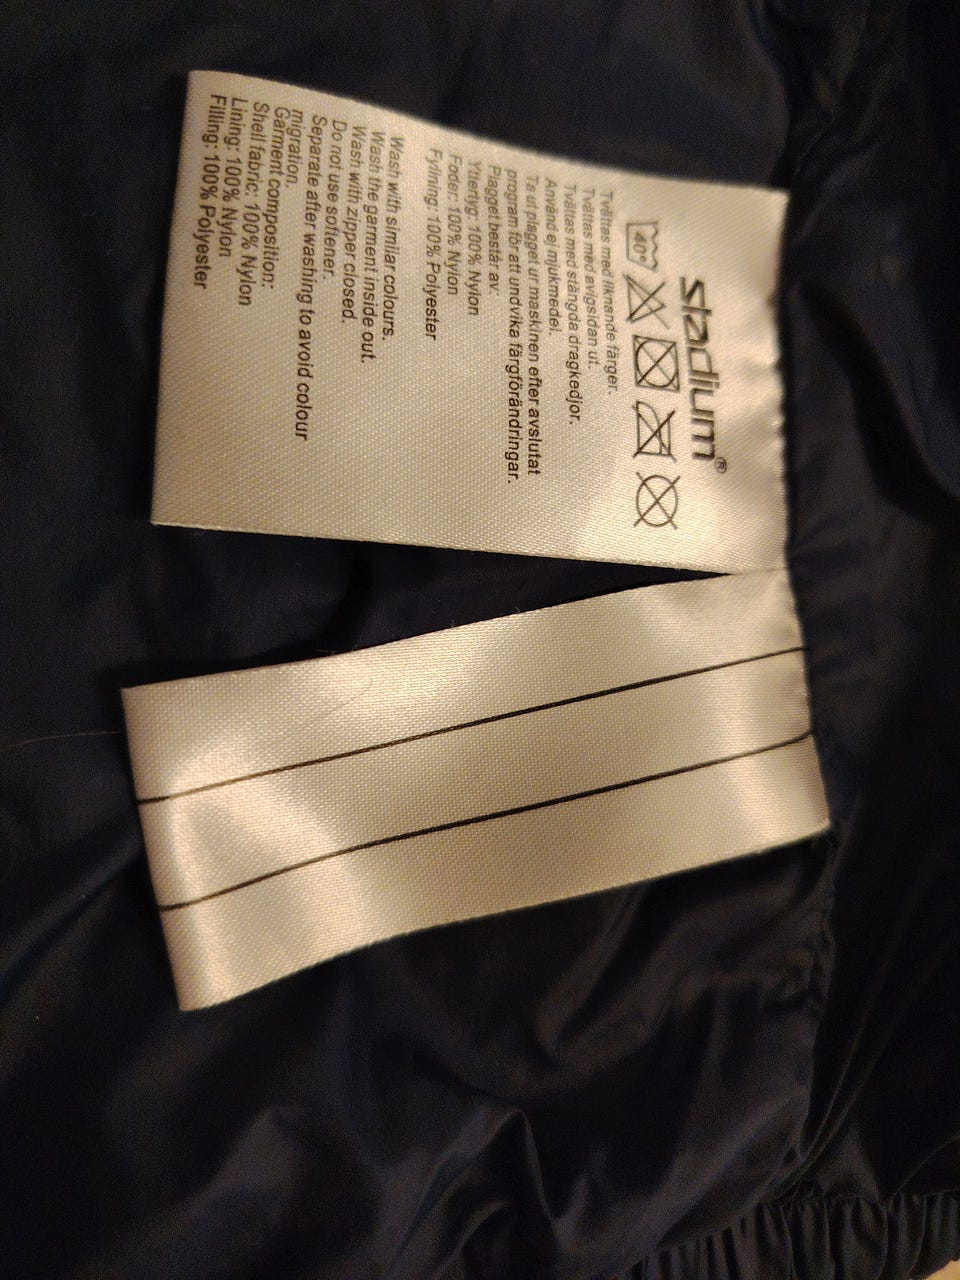 stadium®
40°
Tvättas med liknande färger.
Tvättas med avigsidan ut.
Tvättas med stängda dragkedjor.
Använd ej mjukmedel.
Ta ut plagget ur maskinen efter avslutat
program för att undvika färgförändringar.
Plagget består av:
Yttertyg: 100% Nylon
Foder: 100% Nylon
Fyllning: 100% Polyester
Wash with similar colours.
Wash the garment inside out.
Wash with zipper closed.
Do not use softener.
Separate after washing to avoid colour
migration.
Garment composition:
Shell fabric: 100% Nylon
Lining: 100% Nylon
Filling: 100% Polyester